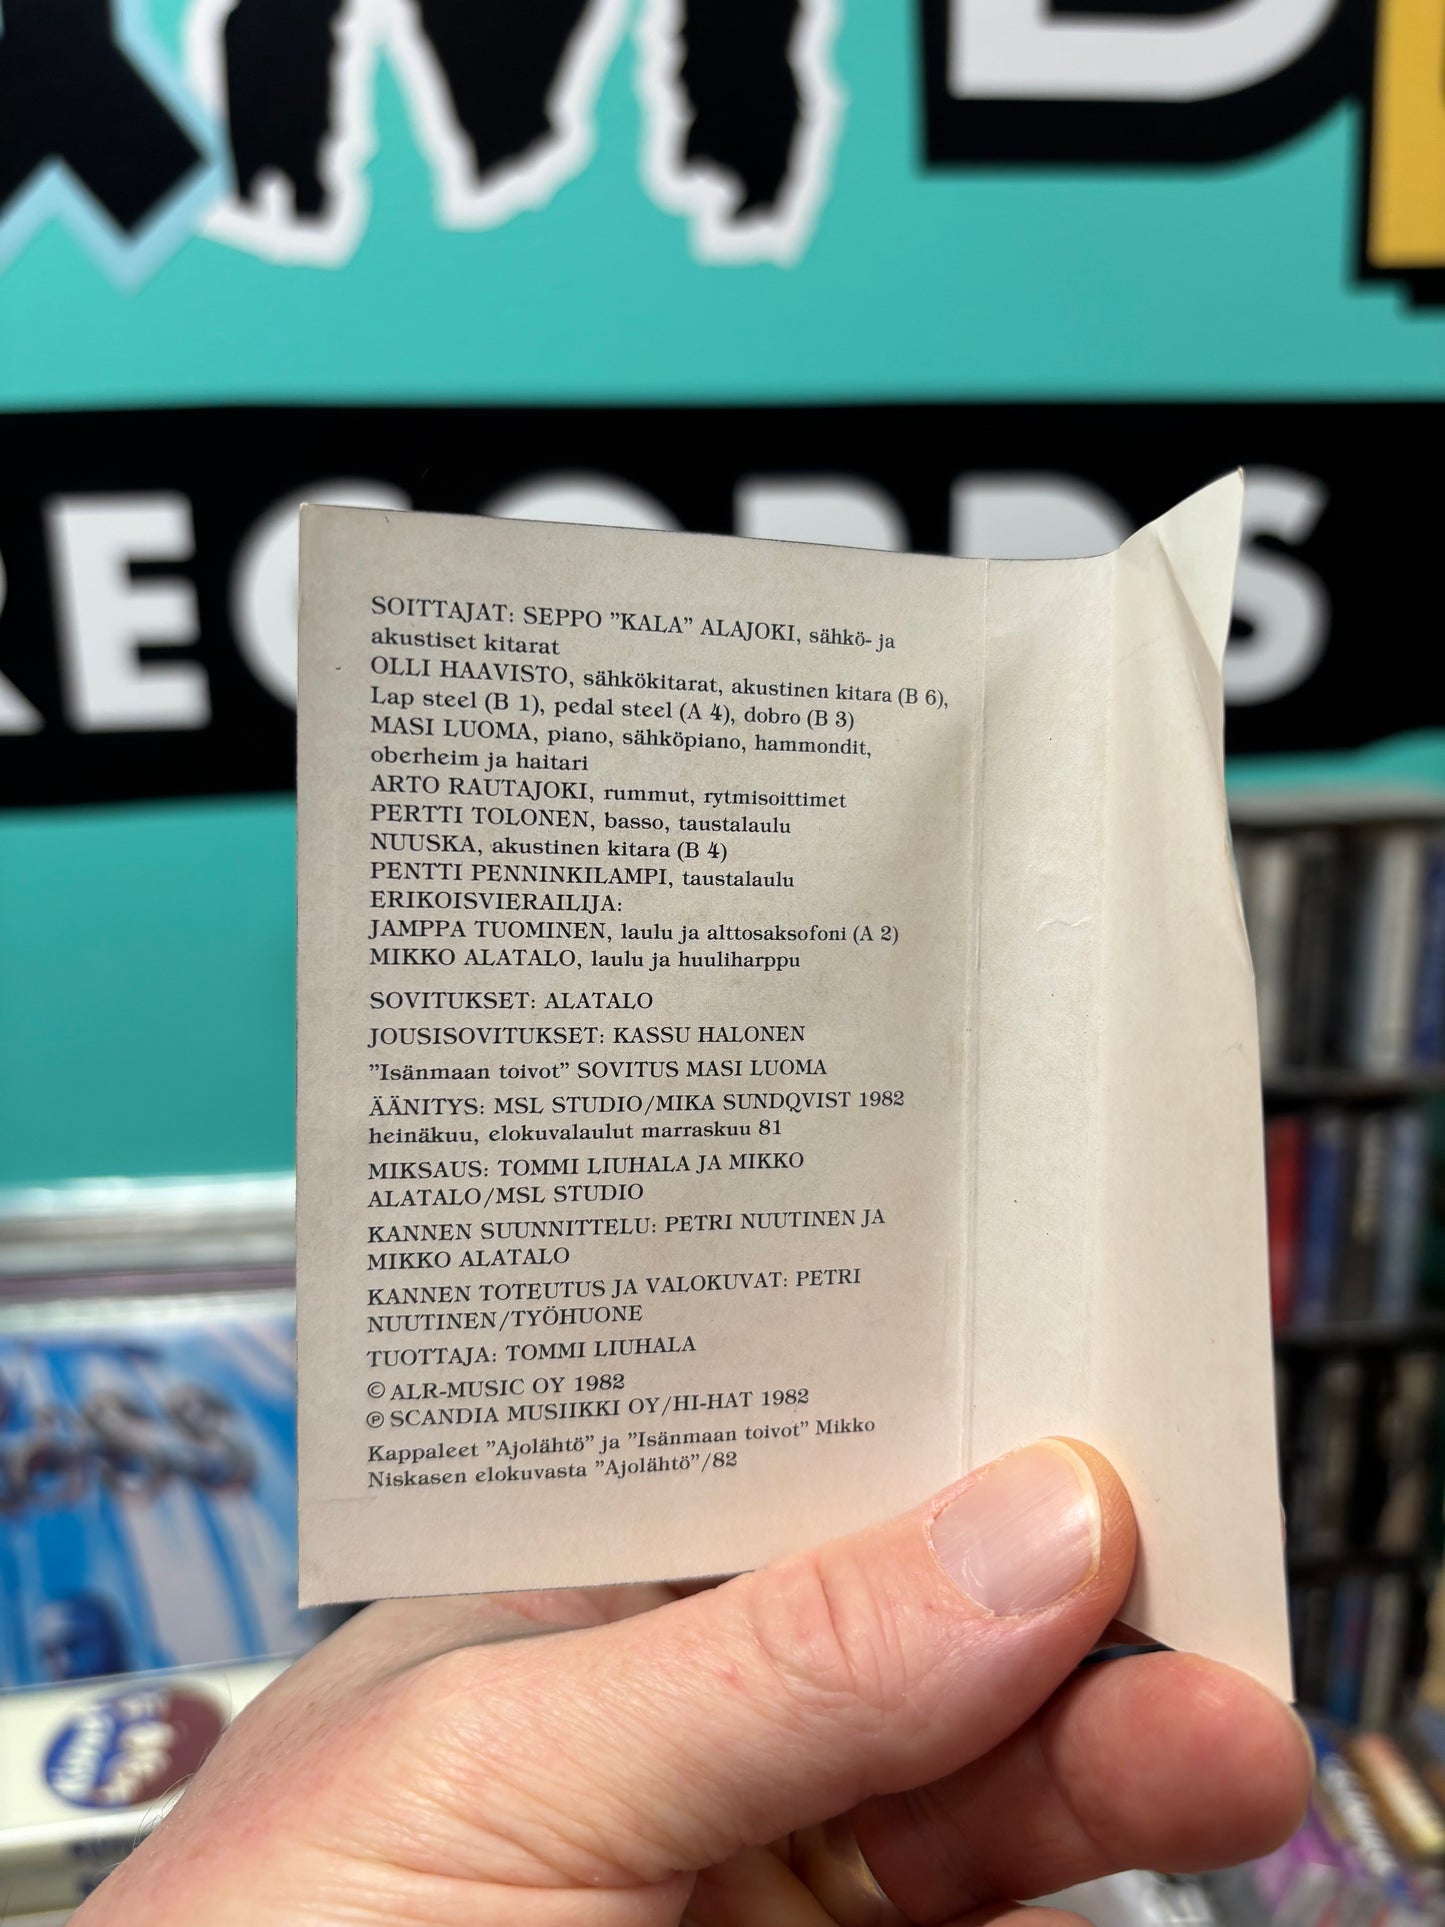 RECORDS
SOITTAJAT: SEPPO ”KALA” ALAJOKI, sähkö- ja
akustiset kitarat
OLLI HAAVISTO, sähkökitarat, akustinen kitara (B 6),
Lap steel (B 1), pedal steel (A 4), dobro (B 3)
MASI LUOMA, piano, sähköpiano, hammondit,
oberheim ja haitari
ARTO RAUTAJOKI, rummut, rytmisoittimet
PERTTI TOLONEN, basso, taustalaulu
NUUSKA, akustinen kitara (B 4)
PENTTI PENNINKILAMPI, taustalaulu
ERIKOISVIERAILIJA:
JAMPPA TUOMINEN, laulu ja alttosaksofoni (A 2)
MIKKO ALATALO, laulu ja huuliharppu
SOVITUKSET: ALATALO
JOUSISOVITUKSET: KASSU HALONEN
”Isänmaan toivot” SOVITUS MASI LUOMA
ÄÄNITYS: MSL STUDIO/MIKA SUNDQVIST 1982
heinäkuu, elokuvalaulut marraskuu 81
MIKSAUS: TOMMI LIUHALA JA MIKKO
ALATALO/MSL STUDIO
KANNEN SUUNNITTELU: PETRI NUUTINEN JA
MIKKO ALATALO
KANNEN TOTEUTUS JA VALOKUVAT: PETRI
NUUTINEN/TYÖHUONE
TUOTTAJA: TOMMI LIUHALA
© ALR-MUSIC OY 1982
℗ SCANDIA MUSIIKKI OY/HI-HAT 1982
Kappaleet ”Ajolähtö” ja ”Isänmaan toivot” Mikko
Niskasen elokuvasta ”Ajolähtö”/82